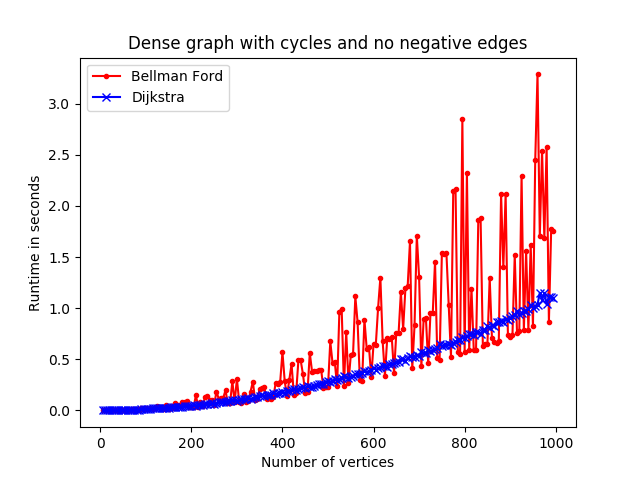 Dense graph with cycles and no negative edges
Bellman Ford
Dijkstra
Runtime in seconds
3.0
2.5
2.0
1.5
1.0
0.5
0.0
0 200 400 600 800 1000
Number of vertices